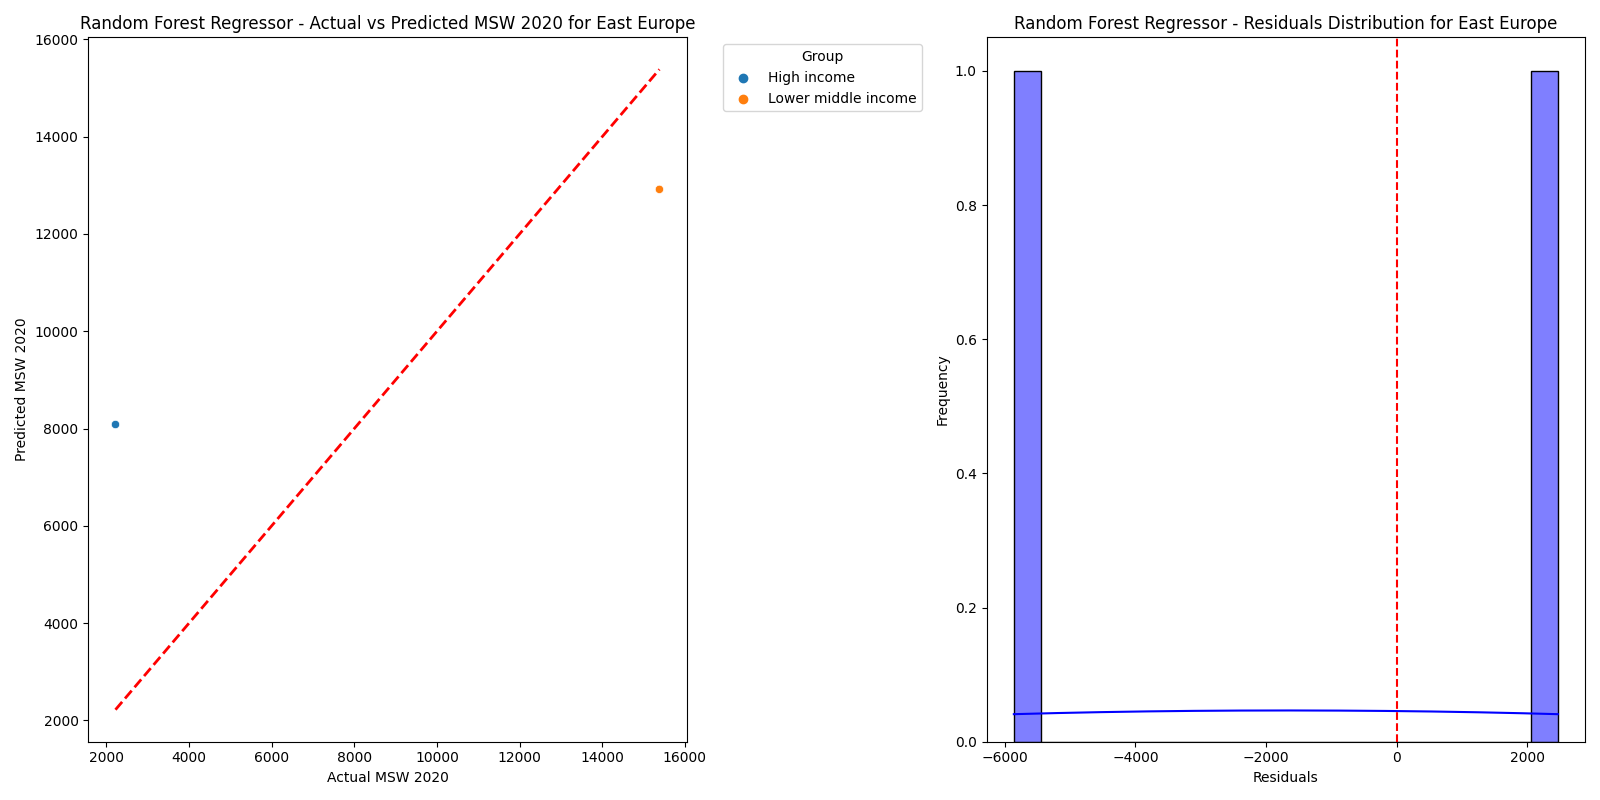 Random Forest Regressor - Actual vs Predicted MSW 2020 for East Europe
16000
14000
12000
10000
8000
6000
4000
2000
Predicted MSW 2020
2000 4000 6000 8000 10000 12000 14000 16000
Actual MSW 2020
Group
High income
Lower middle income
Random Forest Regressor - Residuals Distribution for East Europe
1.0
0.8
0.6
0.4
0.2
0.0
Frequency
−6000 −4000 −2000 0 2000
Residuals